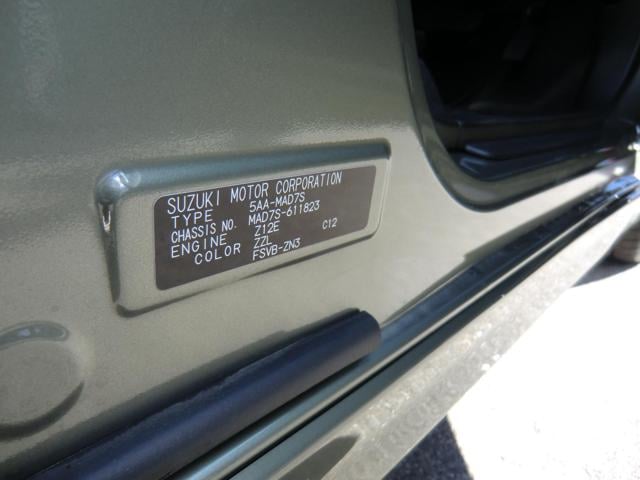 SUZUKI MOTOR CORPORATION
TYPE 5AA-MAD7S
CHASSIS NO. MAD7S-611823
ENGINE Z12E C12
COLOR ZZL
FSVB-ZN3